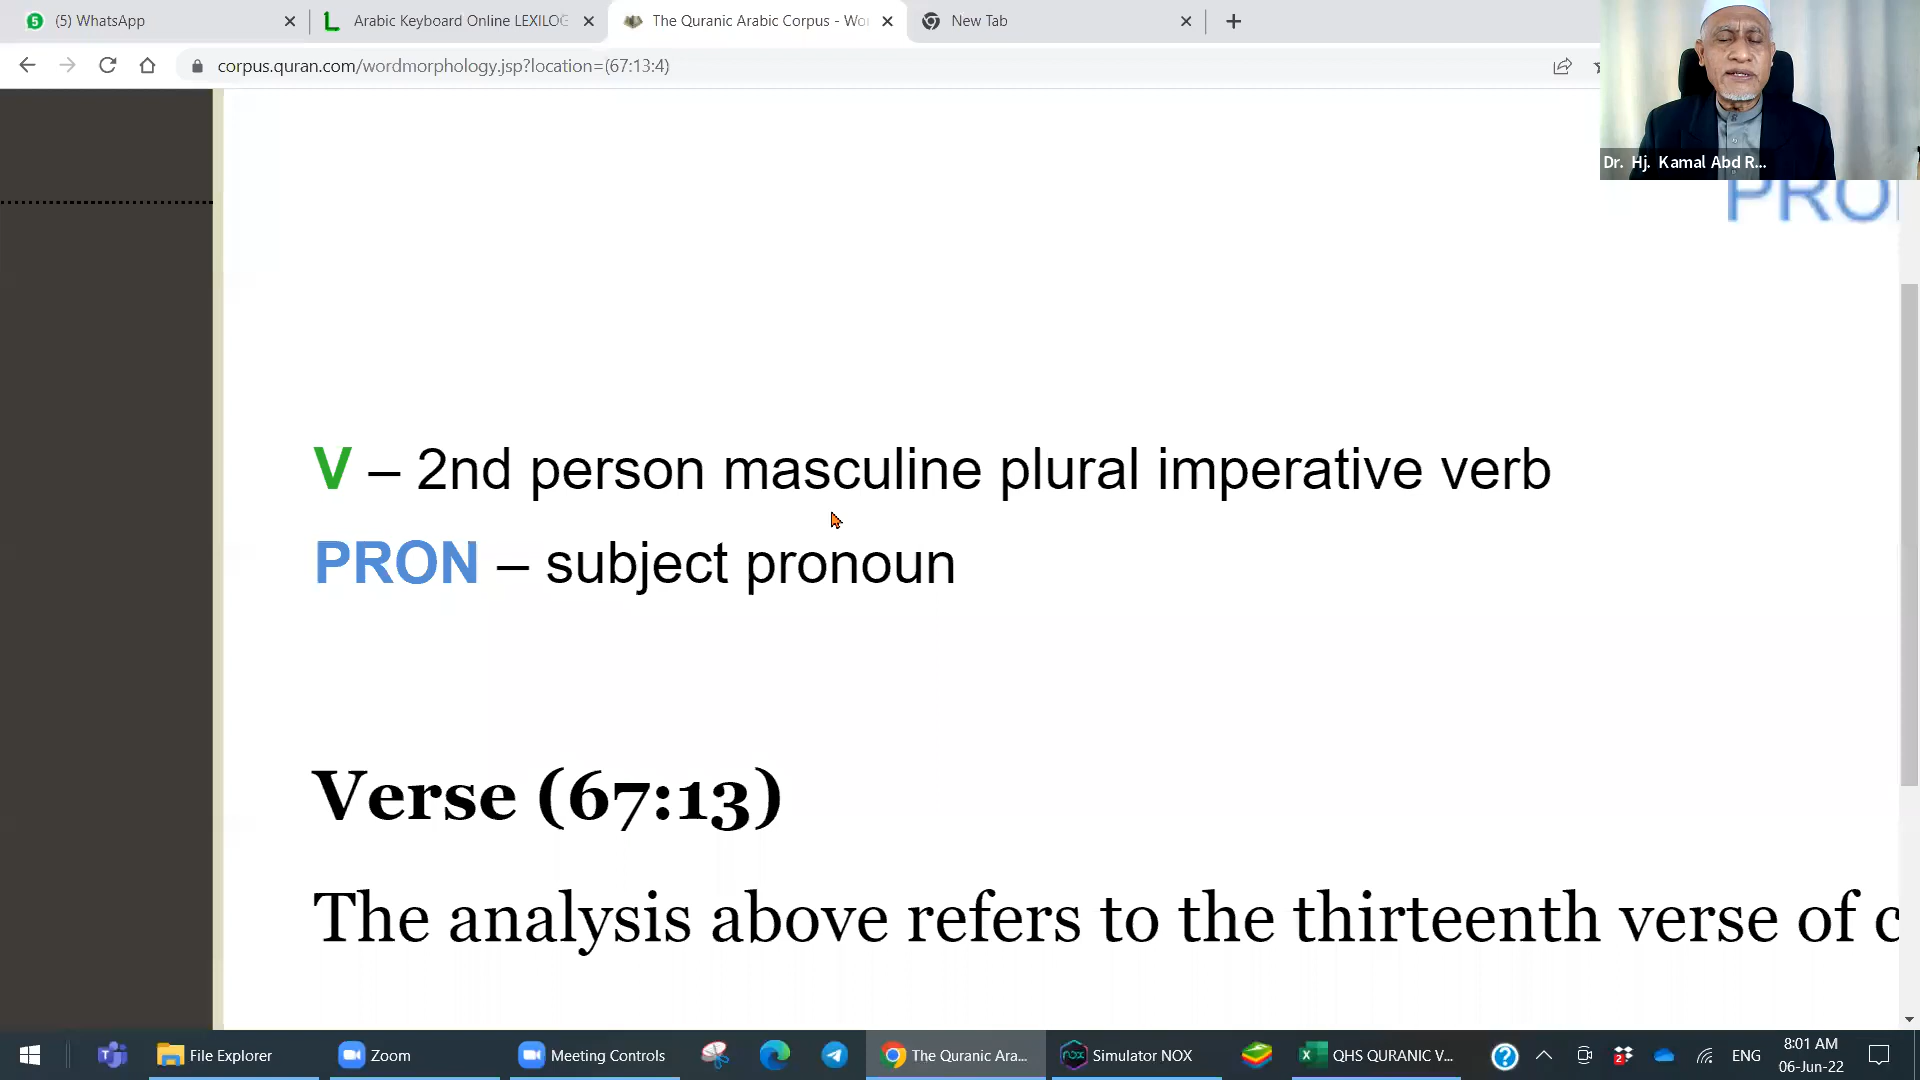 (5) WhatsApp
Arabic Keyboard Online LEXILOG
The Quranic Arabic Corpus - Wo
New Tab
corpus.quran.com/wordmorphology.jsp?location=(67:13:4)
Dr. Hj. Kamal Abd R...
PRO
V – 2nd person masculine plural imperative verb
PRON – subject pronoun
Verse (67:13)
The analysis above refers to the thirteenth verse of c
File Explorer
Zoom
Meeting Controls
The Quranic Ara...
Simulator NOX
QHS QURANIC V...
2
ENG
8:01 AM
06-Jun-22